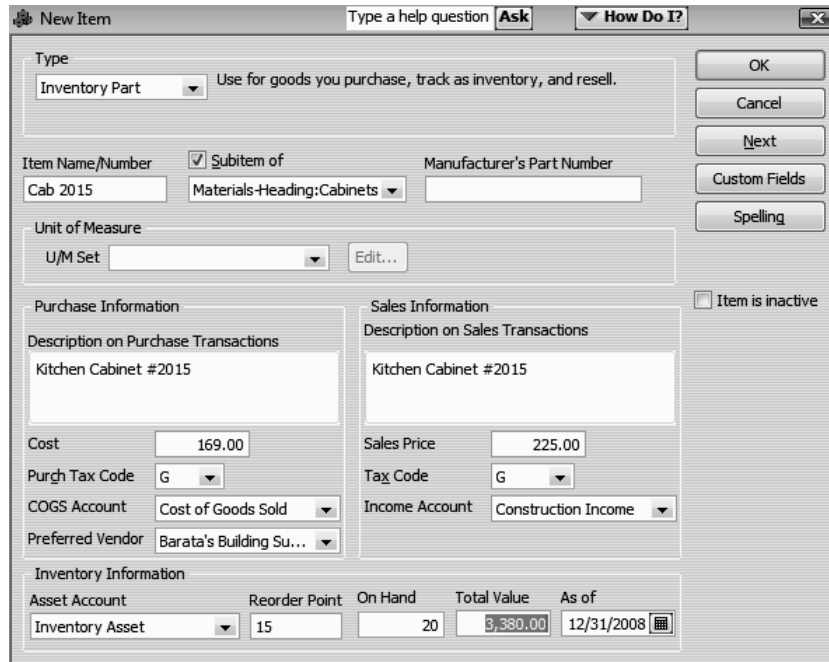 New Item
Type a help question Ask
How Do I?
Type
Inventory Part
Use for goods you purchase, track as inventory, and resell.
OK
Cancel
Next
Custom Fields
Spelling
Item Name/Number
Subitem of
Manufacturer's Part Number
Cab 2015
Materials-Heading:Cabinets
Unit of Measure
U/M Set
Edit...
Item is inactive
Purchase Information
Description on Purchase Transactions
Kitchen Cabinet #2015
Cost 169.00
Purch Tax Code G
COGS Account Cost of Goods Sold
Preferred Vendor Barata's Building Su...
Sales Information
Description on Sales Transactions
Kitchen Cabinet #2015
Sales Price 225.00
Tax Code G
Income Account Construction Income
Inventory Information
Asset Account Reorder Point On Hand Total Value As of
Inventory Asset 15 20 3,380.00 12/31/2008